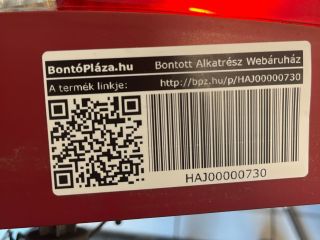 BontóPláza.hu Bontott Alkatrész Webáruház
A termék linkje: http://bpz.hu/p/HAJ00000730
HAJ00000730